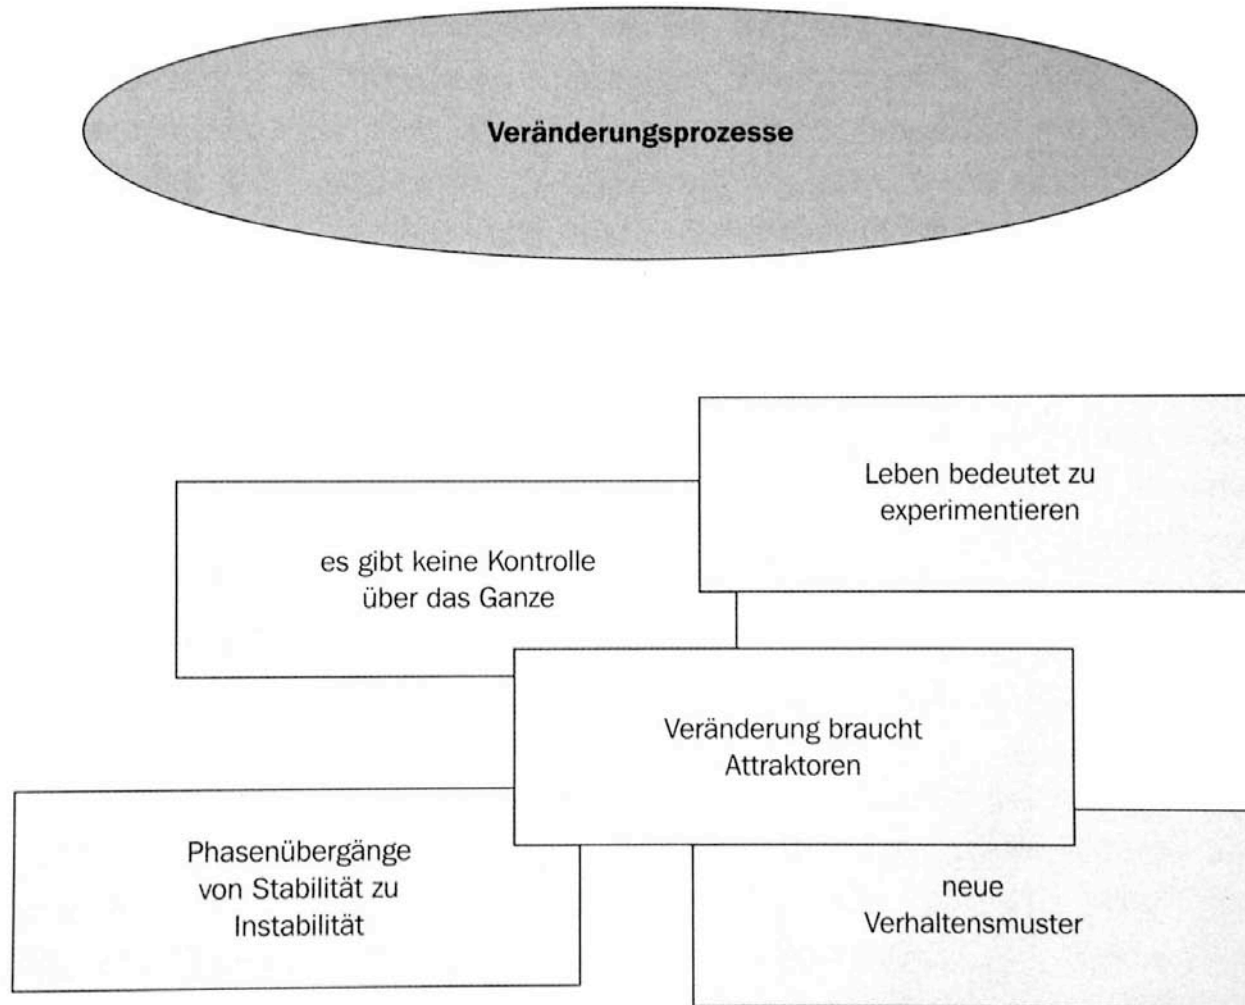 Veränderungsprozesse
Leben bedeutet zu
experimentieren
es gibt keine Kontrolle
über das Ganze
Veränderung braucht
Attraktoren
Phasenübergänge
von Stabilität zu
Instabilität
neue
Verhaltensmuster